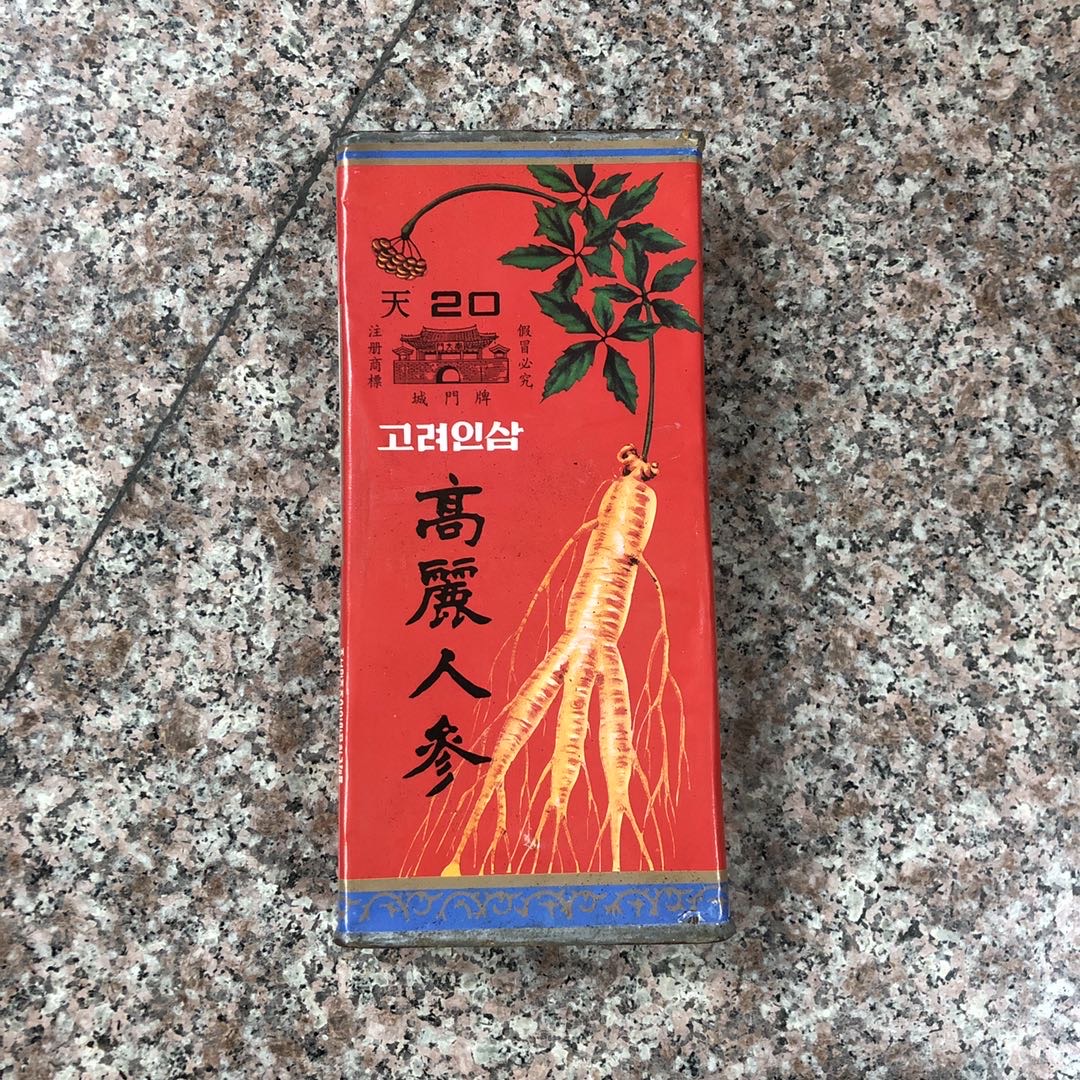 天 20
注册商標
假冒必究
城門牌
고려인삼
高麗人參